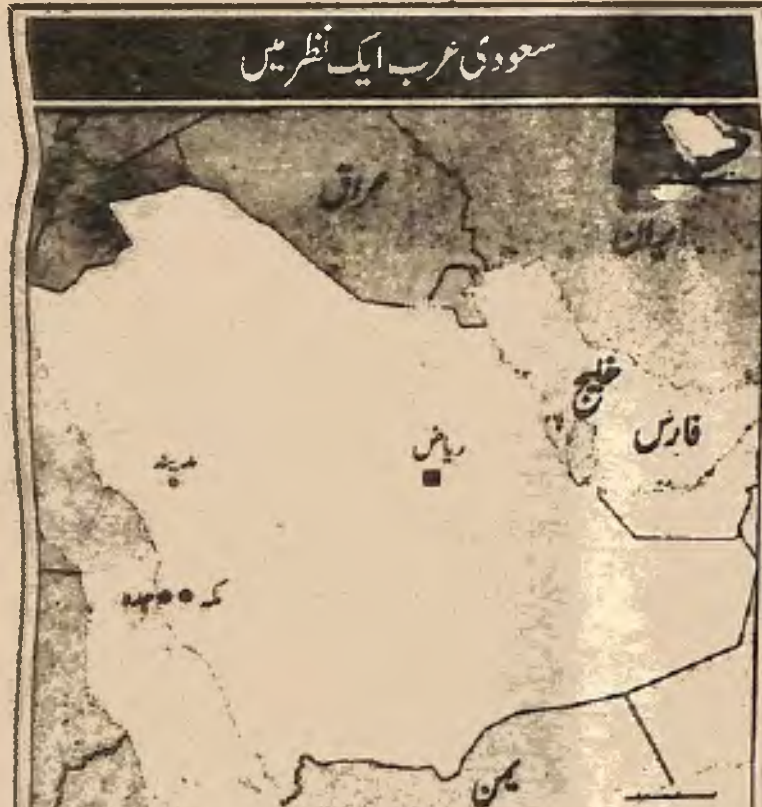 سعودی عرب ایک نظر میں
عراق
ایران
خلیج
فارس
ریاض
مدینہ
مکہ
جدہ
یمن